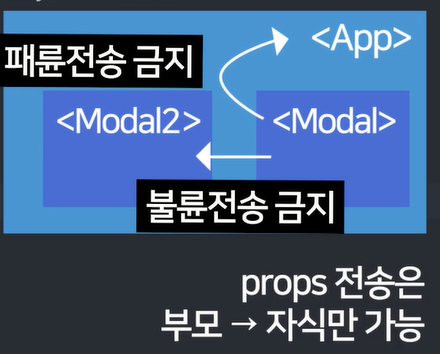 <App>
패륜전송 금지
<Modal2>
<Modal>
불륜전송 금지
props 전송은
부모 → 자식만 가능